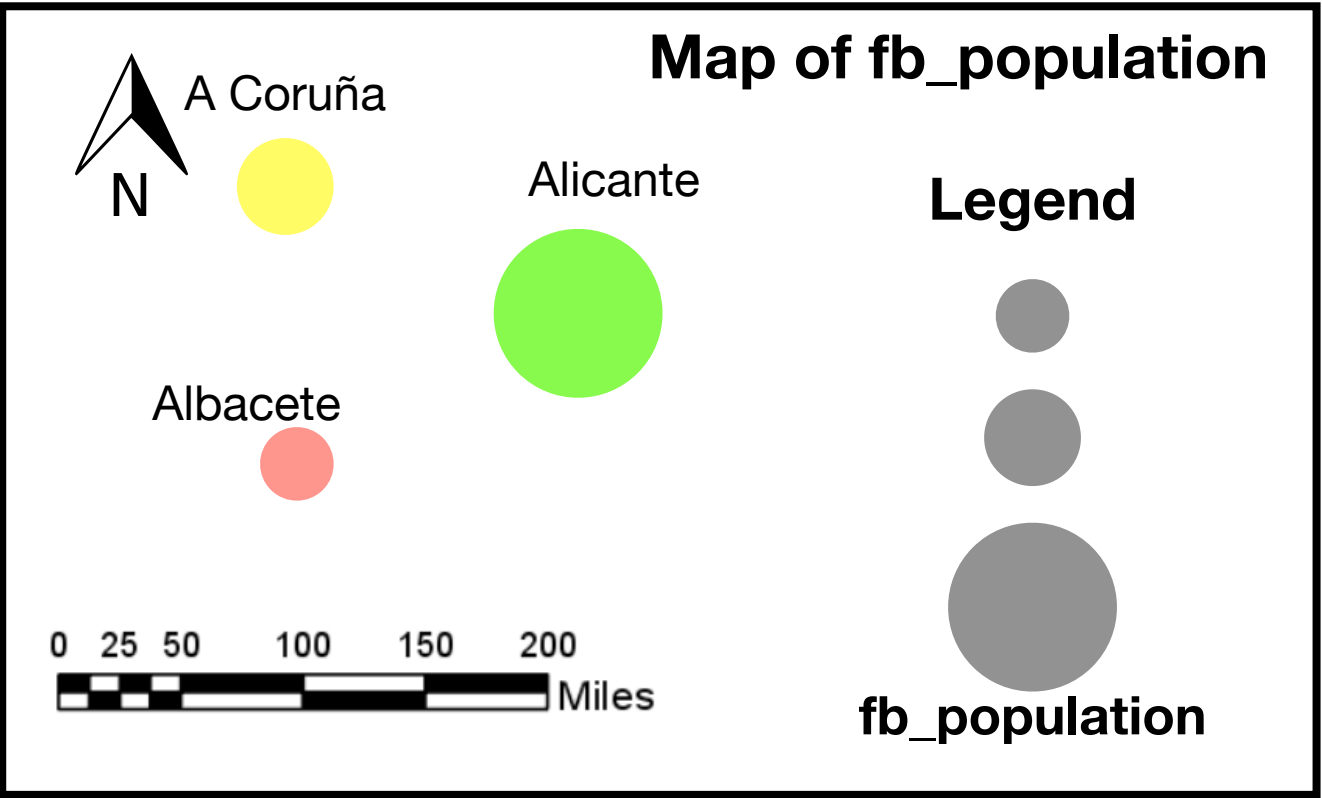 Map of fb_population
A Coruña
N
Alicante
Legend
Albacete
0 25 50 100 150 200
Miles
fb_population